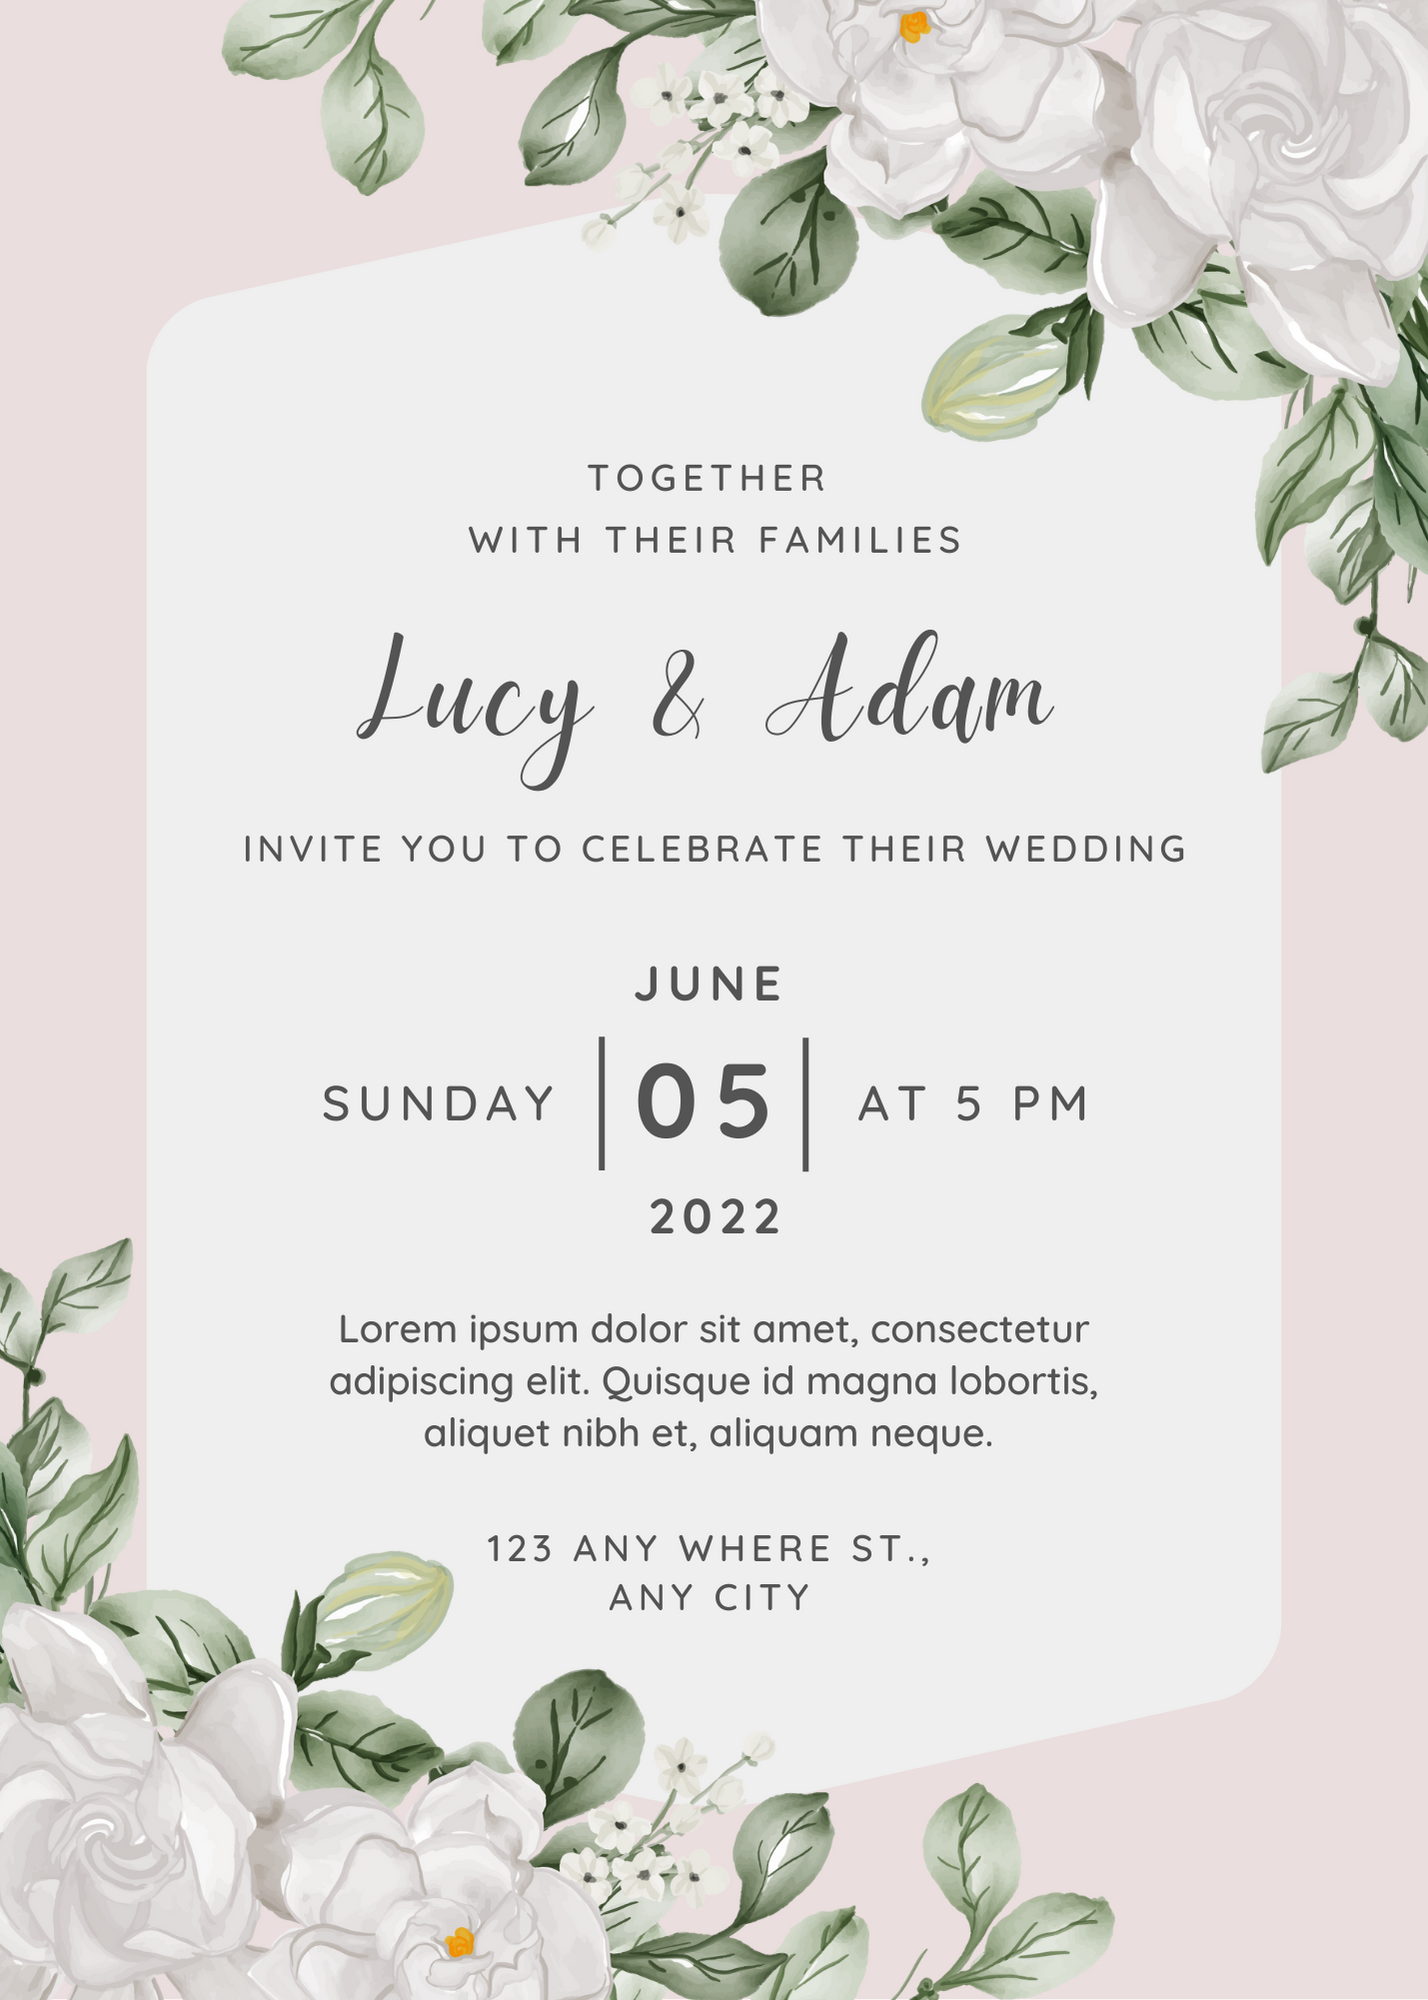 TOGETHER
WITH THEIR FAMILIES
Lucy & Adam
INVITE YOU TO CELEBRATE THEIR WEDDING
JUNE
SUNDAY | 05 | AT 5 PM
2022
Lorem ipsum dolor sit amet, consectetur
adipiscing elit. Quisque id magna lobortis,
aliquet nibh et, aliquam neque.
123 ANY WHERE ST.,
ANY CITY